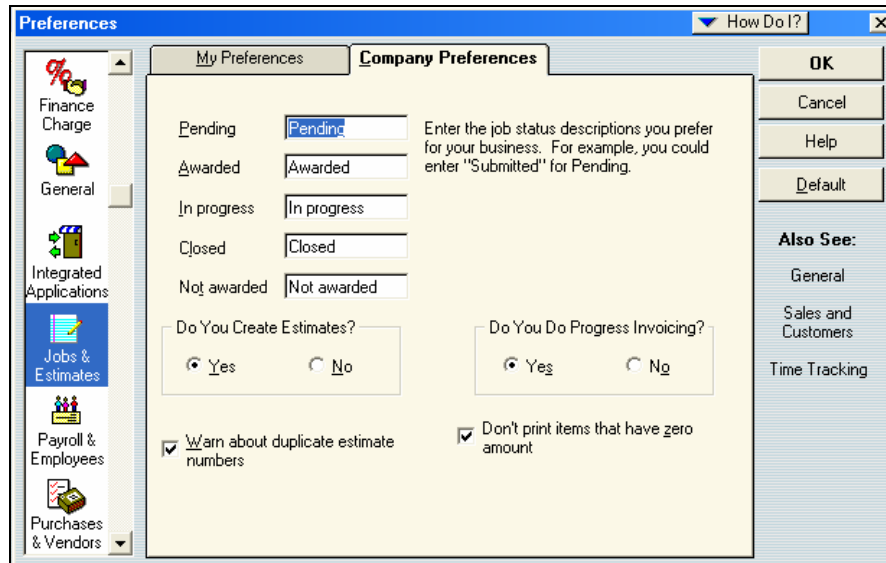 Preferences
How Do I?
Finance
Charge
General
Integrated
Applications
Jobs &
Estimates
Payroll &
Employees
Purchases
& Vendors
My Preferences
Company Preferences
Pending
Pending
Awarded
Awarded
In progress
In progress
Closed
Closed
Not awarded
Not awarded
Enter the job status descriptions you prefer
for your business. For example, you could
enter "Submitted" for Pending.
Do You Create Estimates?
Yes
No
Do You Do Progress Invoicing?
Yes
No
Warn about duplicate estimate
numbers
Don't print items that have zero
amount
OK
Cancel
Help
Default
Also See:
General
Sales and
Customers
Time Tracking